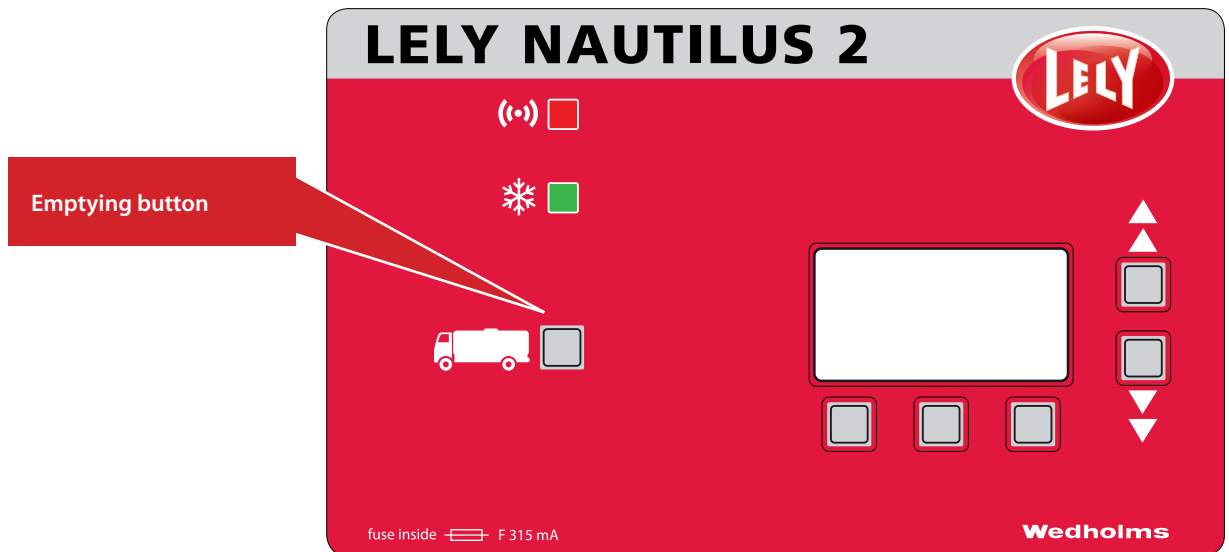 LELY NAUTILUS 2
LELY
Emptying button
fuse inside F 315 mA
Wedholms